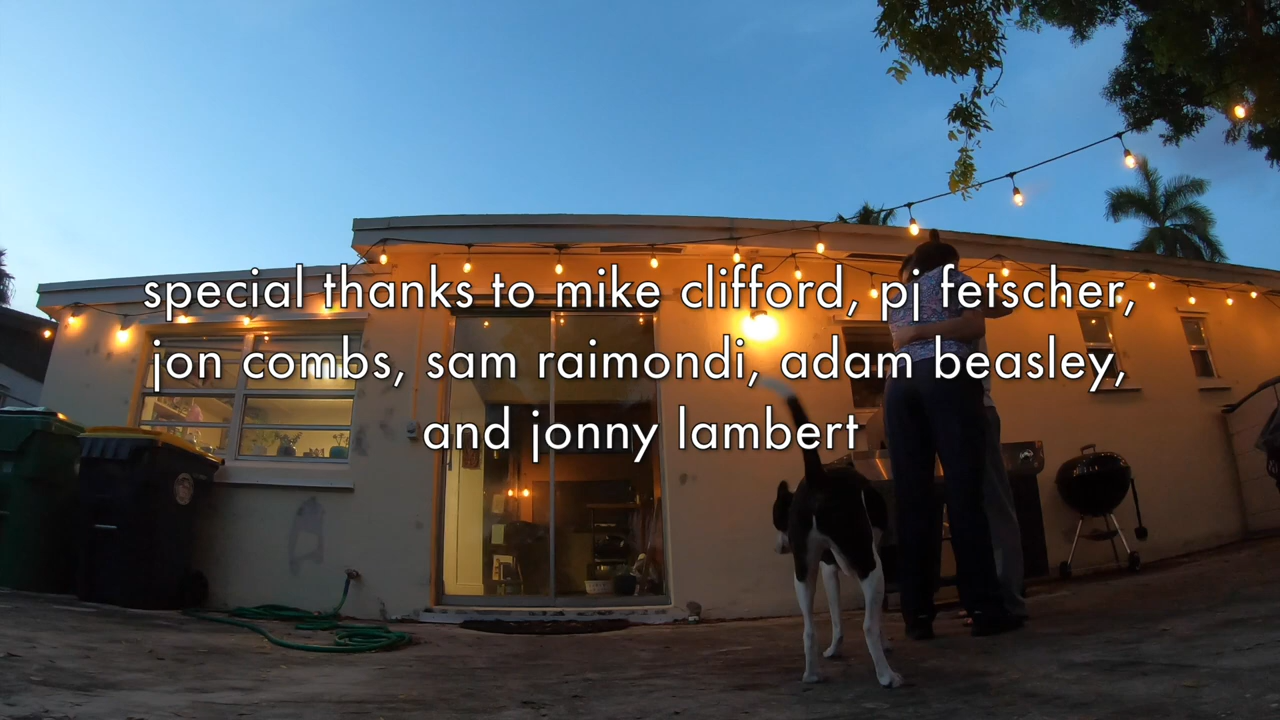 special thanks to mike clifford, pj fetscher,
jon combs, sam raimondi, adam beasley,
and jonny lambert